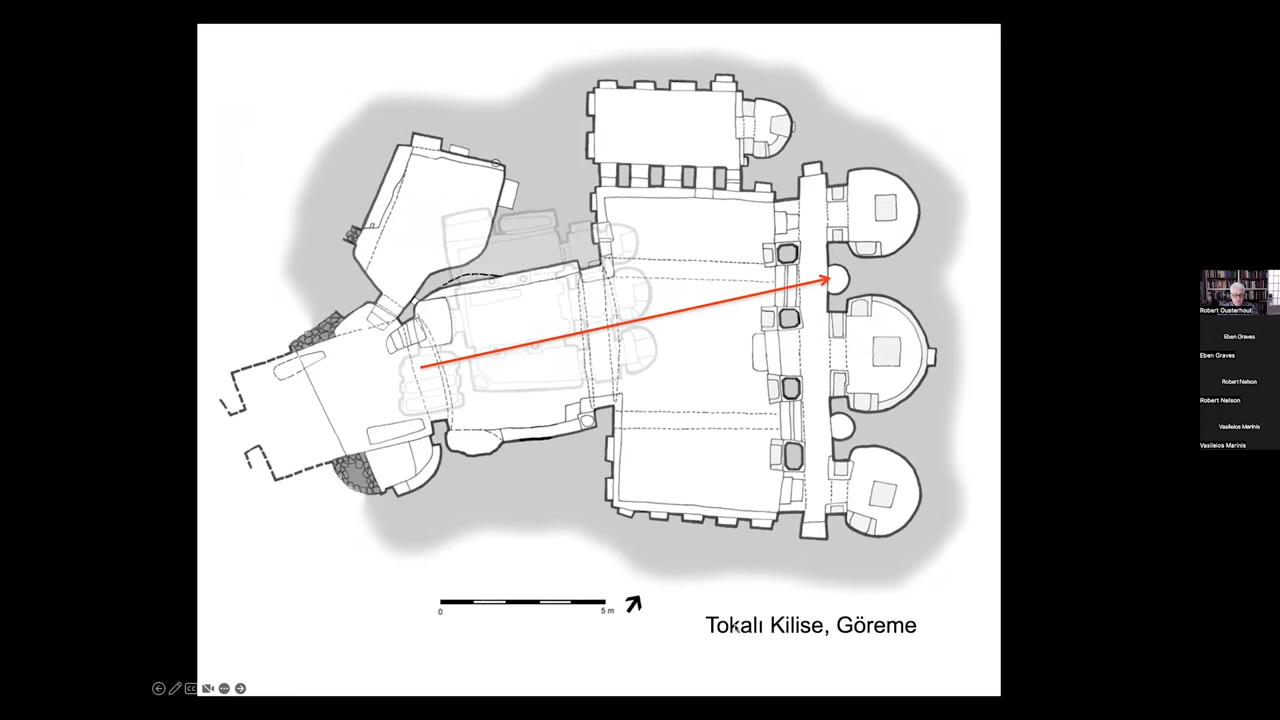 0
5 m
Tokalı Kilise, Göreme
Robert Ousterhout
Eben Graves
Eben Graves
Robert Nelson
Robert Nelson
Vasileios Marinis
Vasileios Marinis
CC